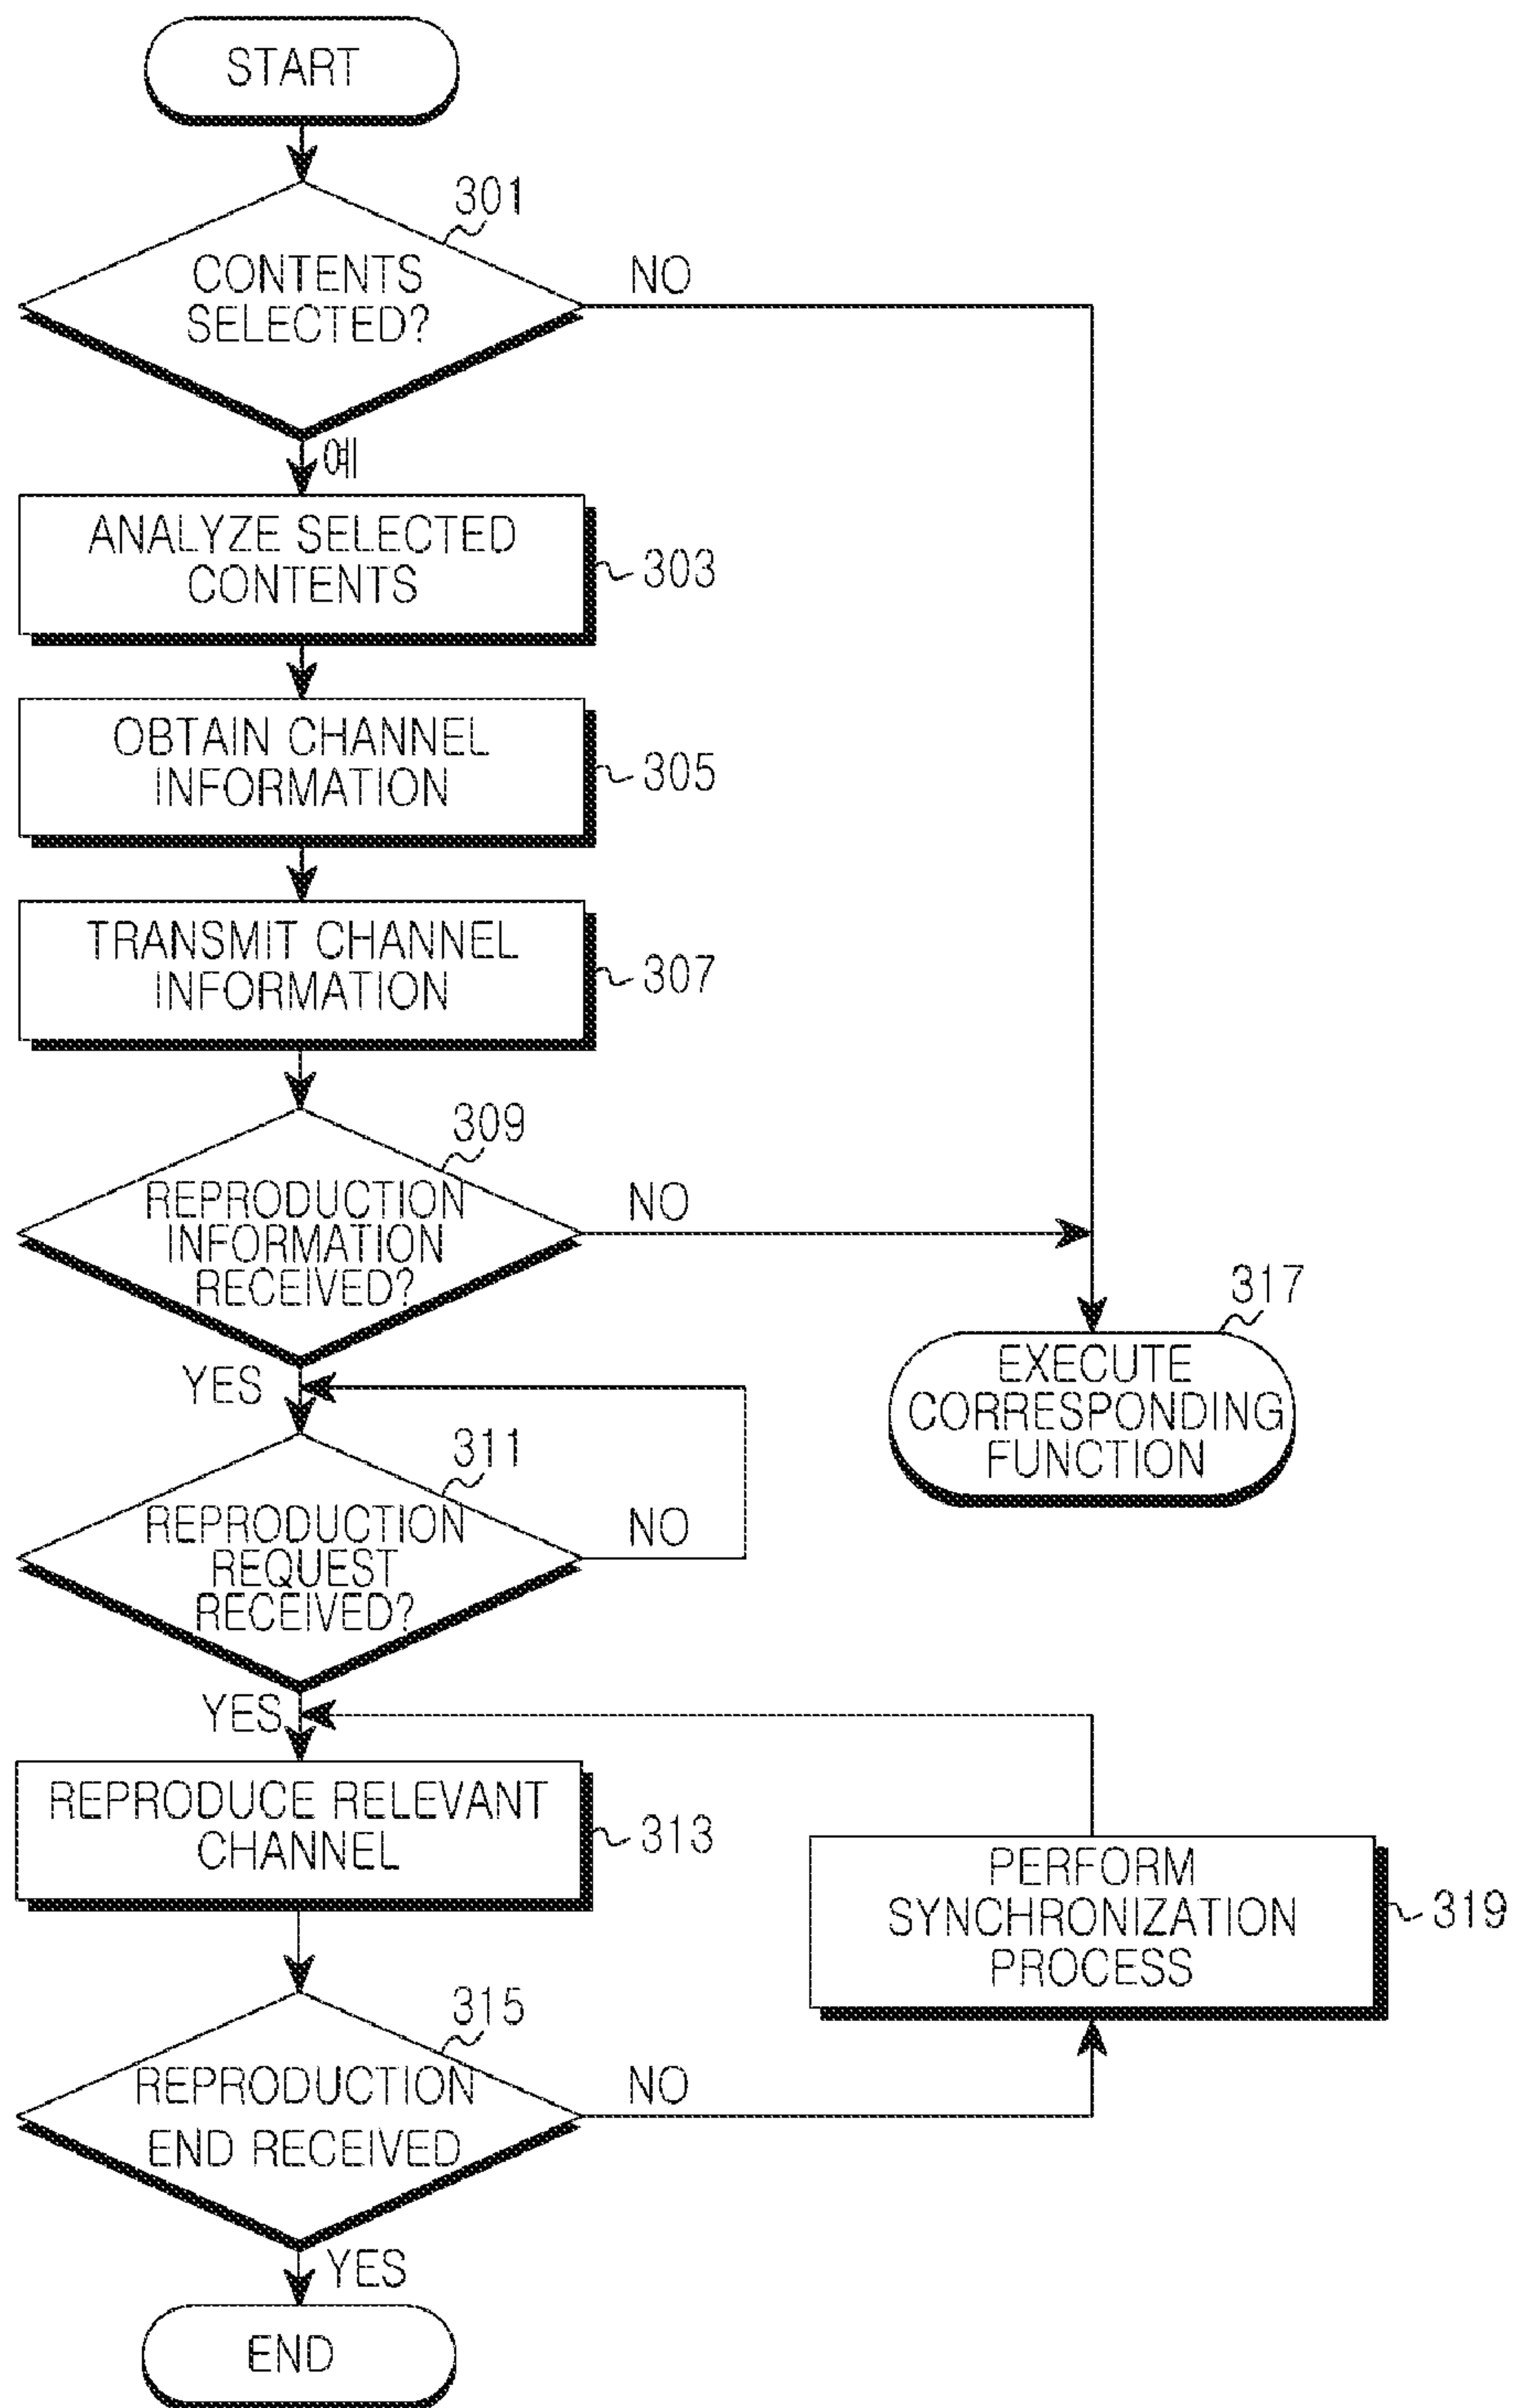 START
301
CONTENTS
SELECTED?
NO
예
ANALYZE SELECTED
CONTENTS
303
OBTAIN CHANNEL
INFORMATION
305
TRANSMIT CHANNEL
INFORMATION
307
309
REPRODUCTION
INFORMATION
RECEIVED?
NO
YES
317
EXECUTE
CORRESPONDING
FUNCTION
311
REPRODUCTION
REQUEST
RECEIVED?
NO
YES
REPRODUCE RELEVANT
CHANNEL
313
PERFORM
SYNCHRONIZATION
PROCESS
319
315
REPRODUCTION
END RECEIVED
NO
YES
END